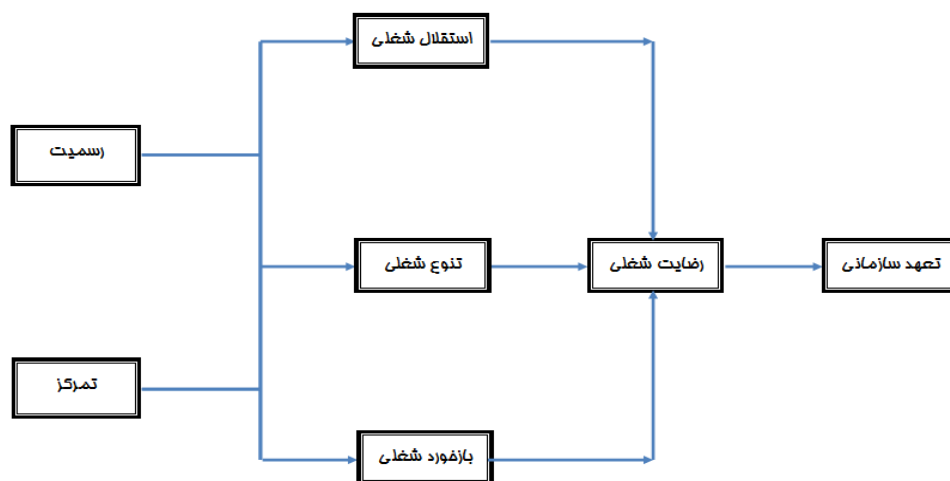 استقلال شغلی
رسمیت
تنوع شغلی
رضایت شغلی
تعهد سازمانی
تمرکز
بازخورد شغلی